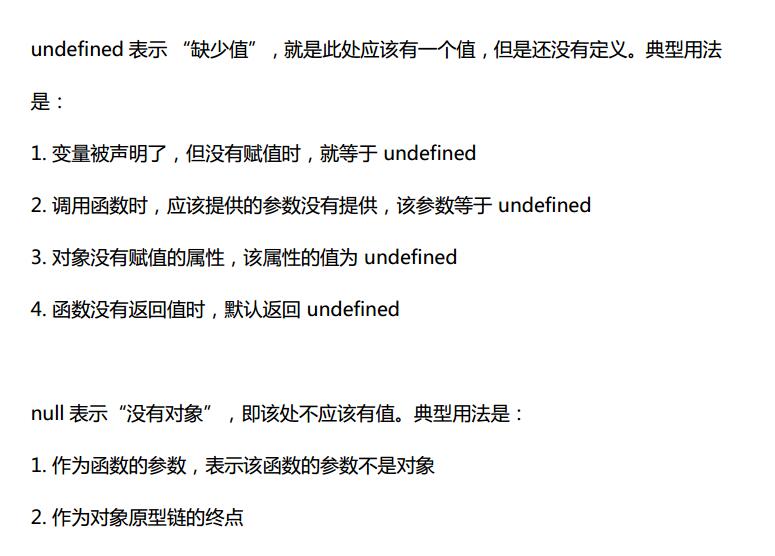 undefined 表示 “缺少值” ，就是此处应该有一个值，但是还没有定义。典型用法
是：
1. 变量被声明了，但没有赋值时，就等于 undefined
2. 调用函数时，应该提供的参数没有提供，该参数等于 undefined
3. 对象没有赋值的属性，该属性的值为 undefined
4. 函数没有返回值时，默认返回 undefined
null 表示“没有对象” ，即该处不应该有值。典型用法是：
1. 作为函数的参数，表示该函数的参数不是对象
2. 作为对象原型链的终点